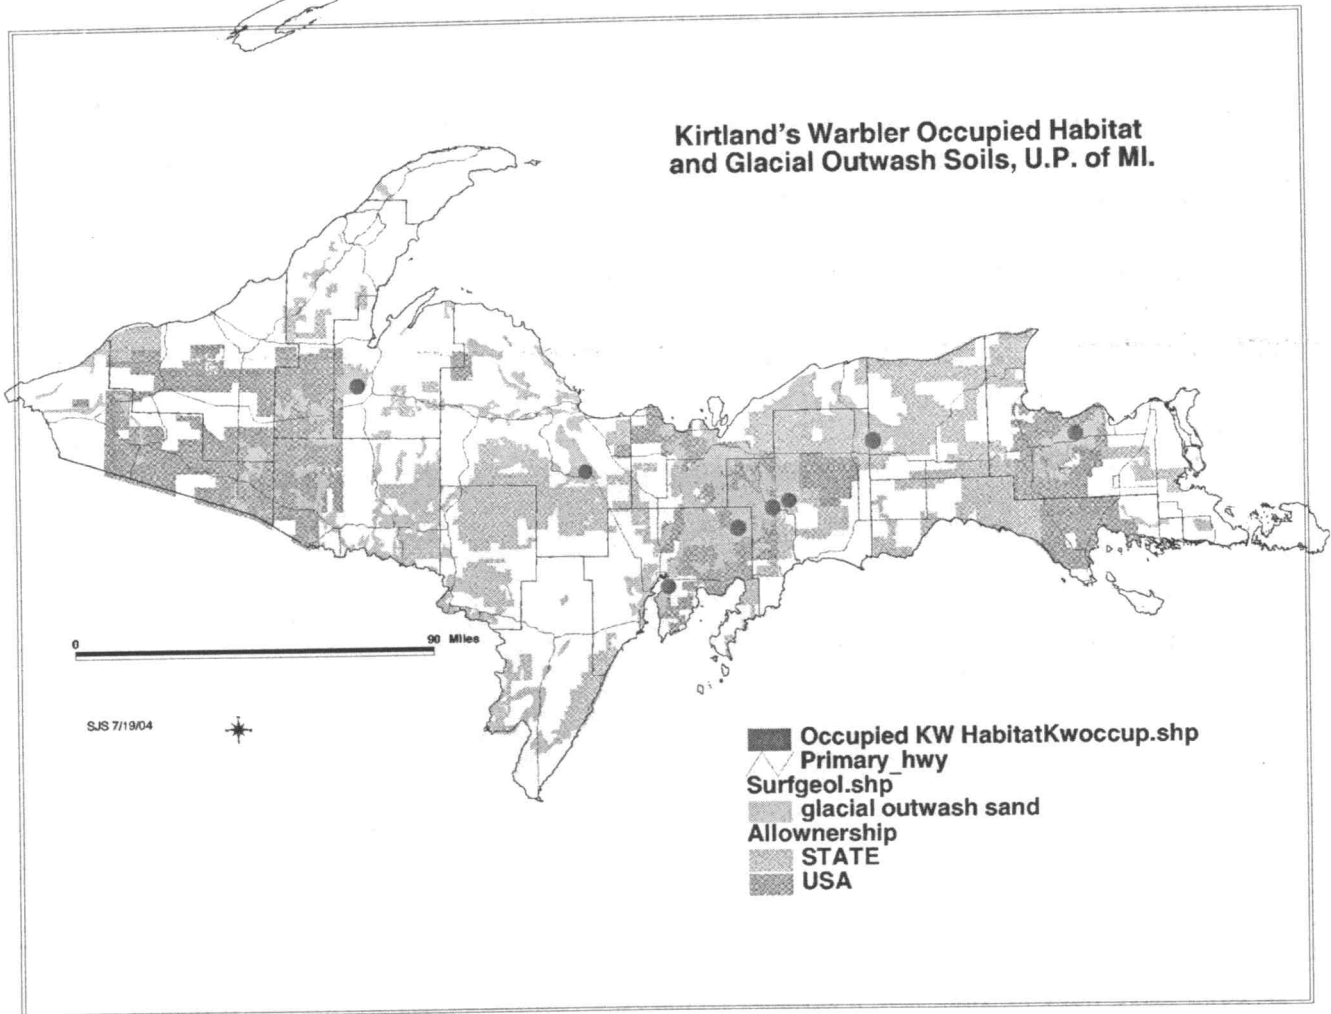 Kirtland's Warbler Occupied Habitat
and Glacial Outwash Soils, U.P. of MI.
0
90 Miles
SJS 7/19/04
Occupied KW HabitatKwoccup.shp
Primary_hwy
Surfgeol.shp
glacial outwash sand
Allownership
STATE
USA